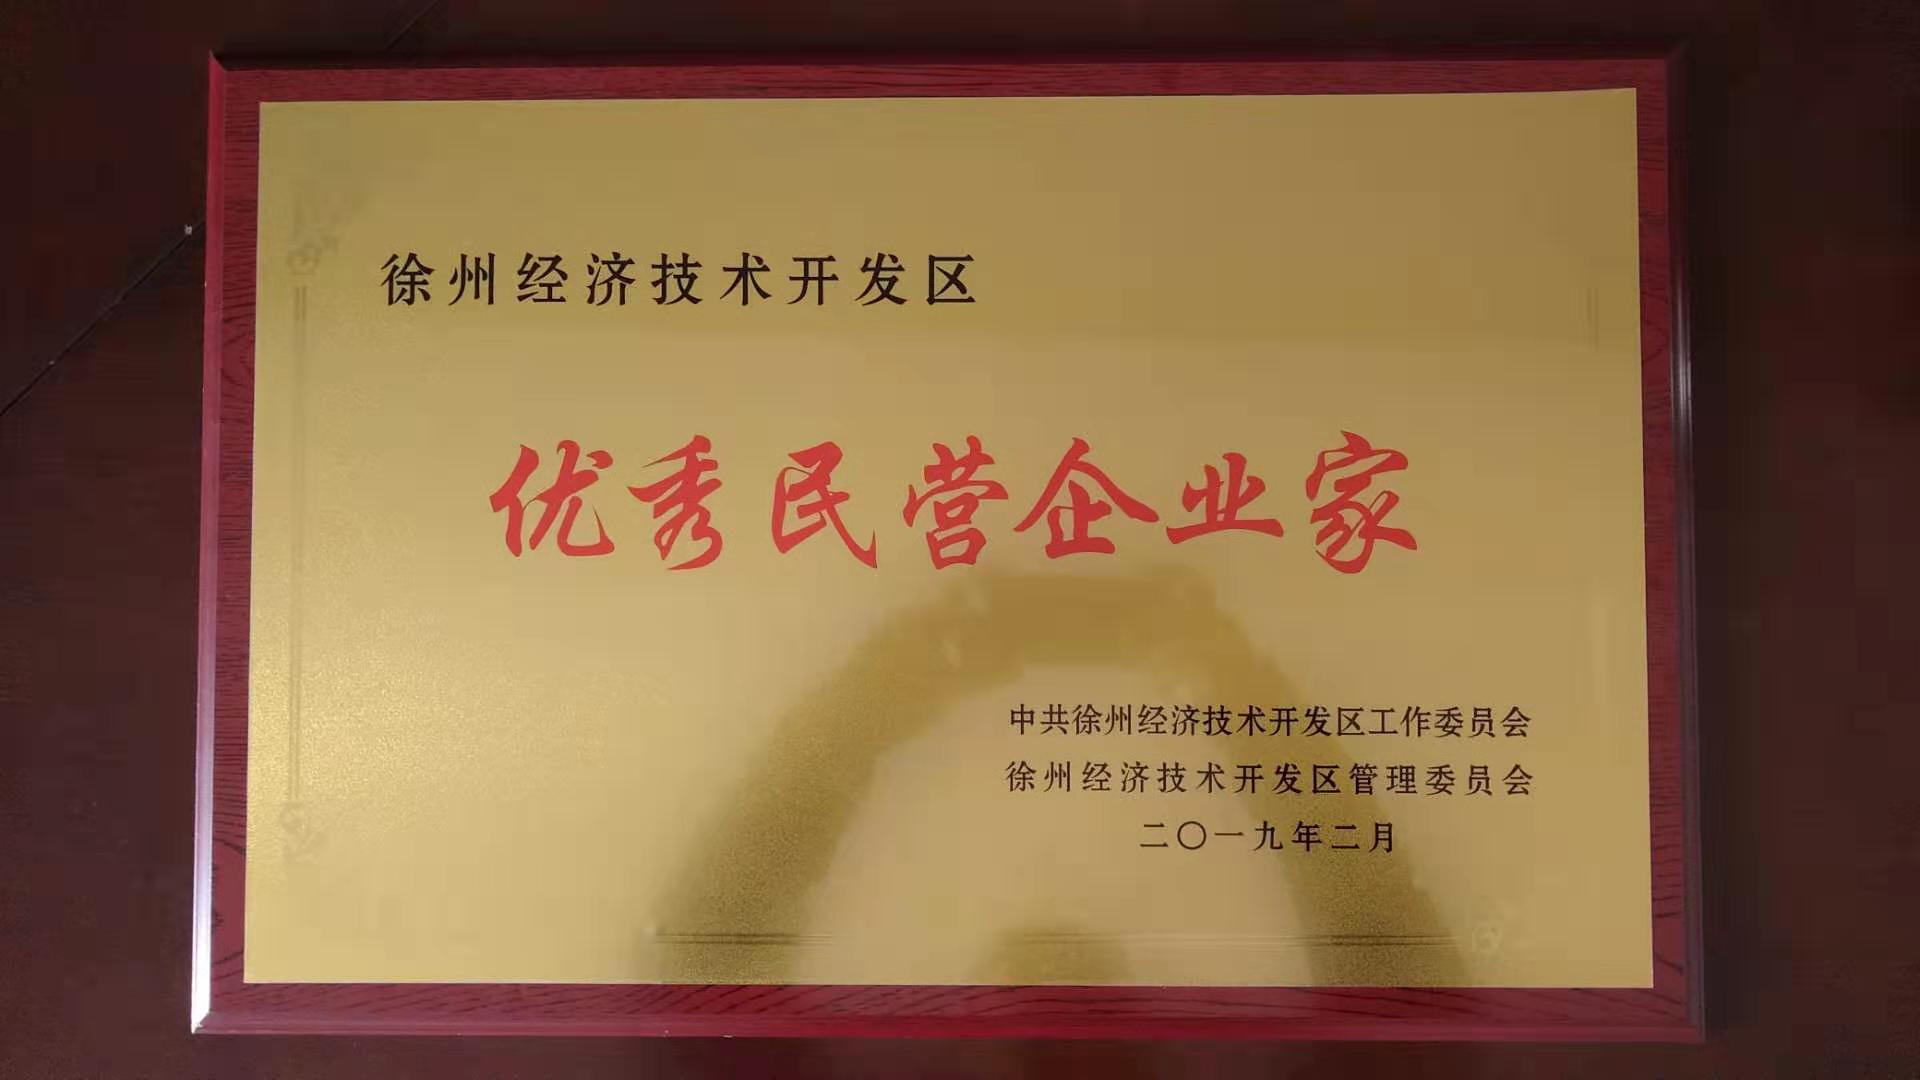 徐州经济技术开发区
优秀民营企业家
中共徐州经济技术开发区工作委员会
徐州经济技术开发区管理委员会
二〇一九年二月